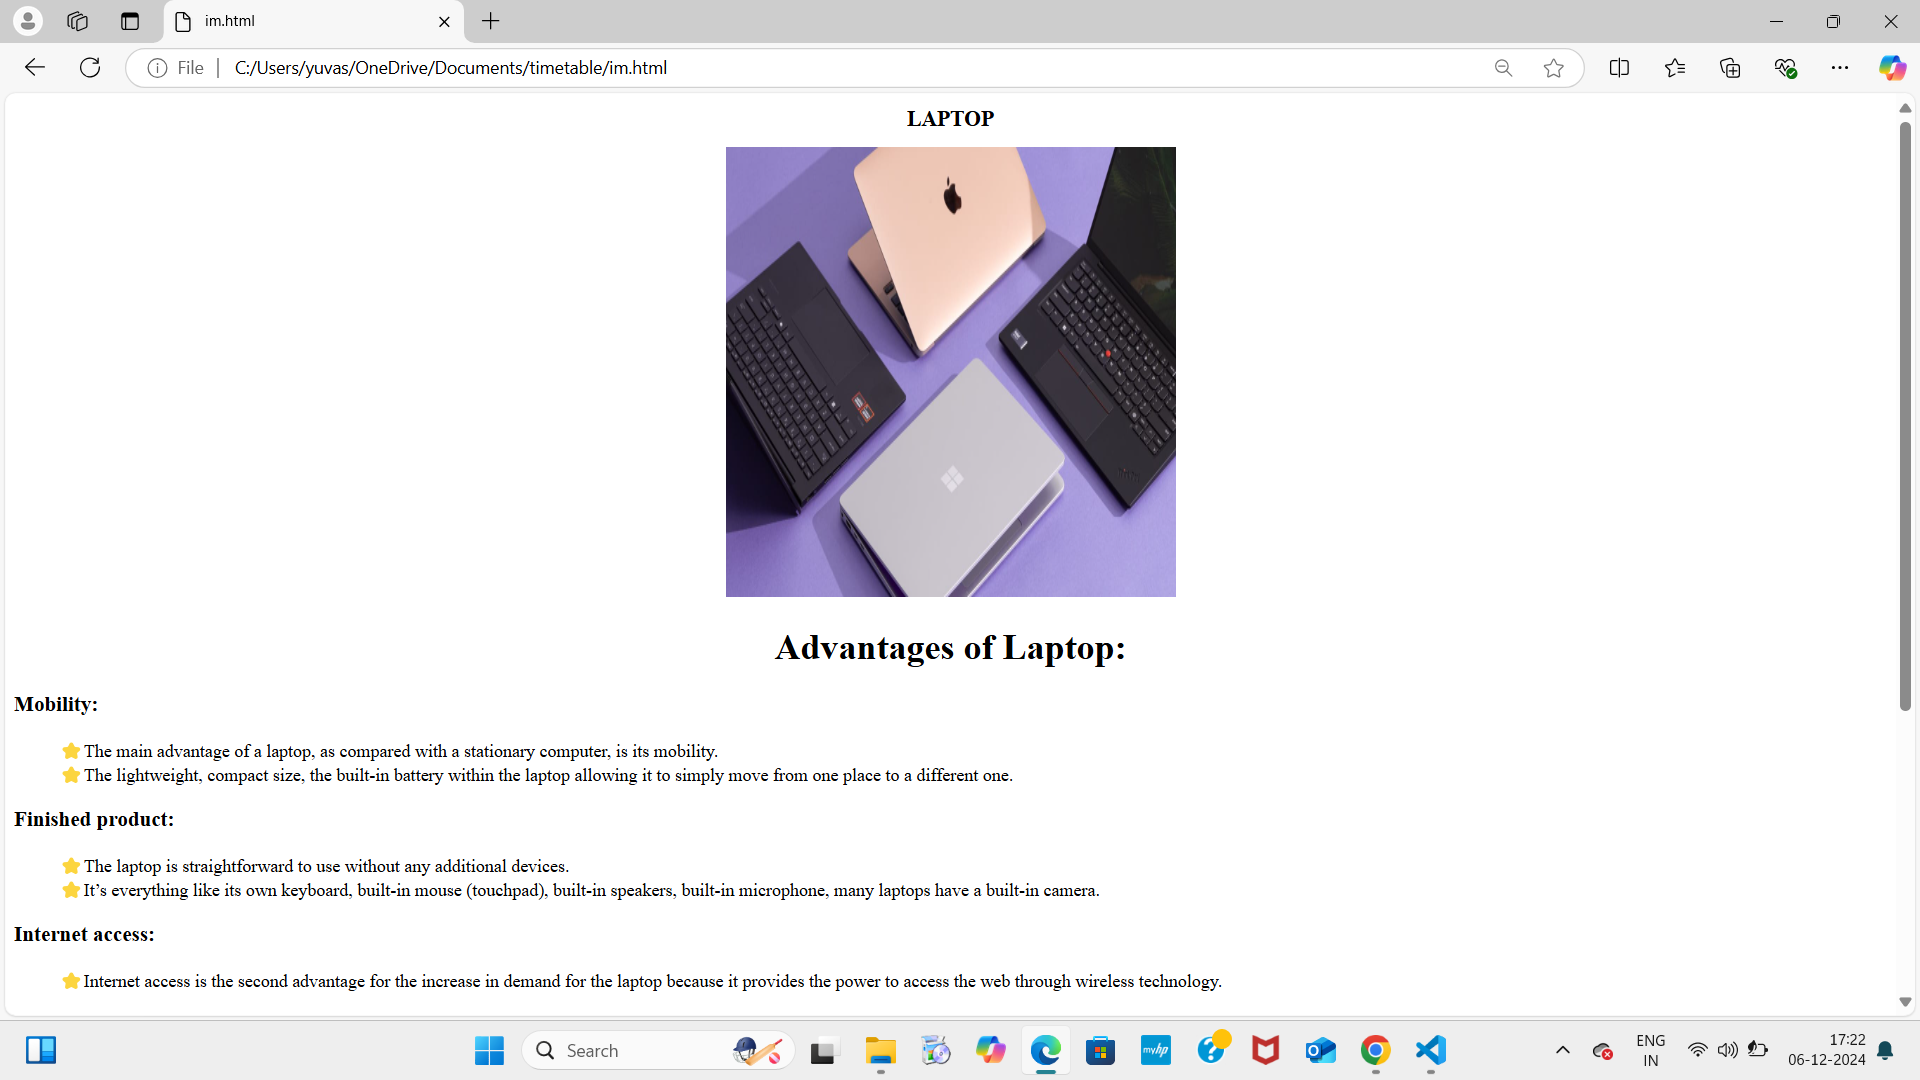 im.html
File
C:/Users/yuvas/OneDrive/Documents/timetable/im.html
LAPTOP
Advantages of Laptop:
Mobility:
The main advantage of a laptop, as compared with a stationary computer, is its mobility.
The lightweight, compact size, the built-in battery within the laptop allowing it to simply move from one place to a different one.
Finished product:
The laptop is straightforward to use without any additional devices.
It’s everything like its own keyboard, built-in mouse (touchpad), built-in speakers, built-in microphone, many laptops have a built-in camera.
Internet access:
Internet access is the second advantage for the increase in demand for the laptop because it provides the power to access the web through wireless technology.
Search
myhp
ENG
IN
17:22
06-12-2024